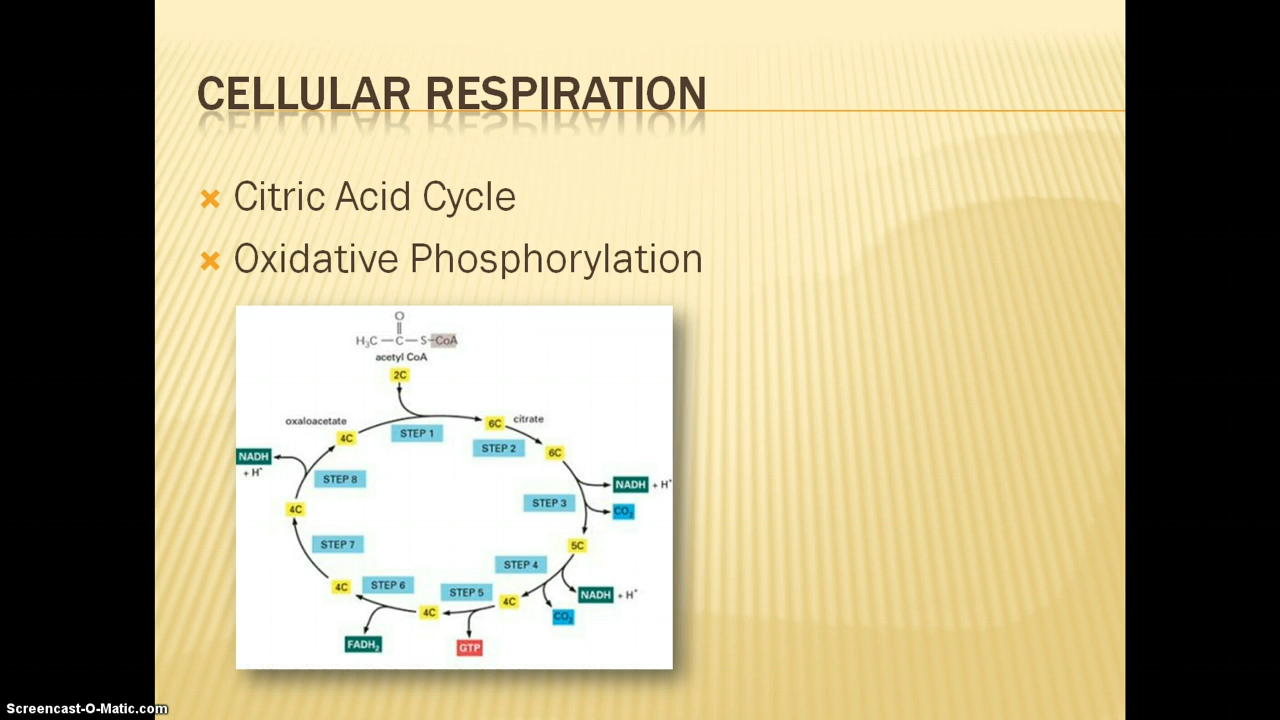 CELLULAR RESPIRATION
Citric Acid Cycle
Oxidative Phosphorylation
O
H₃C—C—S–CoA
acetyl CoA
2C
oxaloacetate
6C citrate
4C
STEP 1
STEP 2
6C
NADH
+ H⁺
STEP 8
NADH + H⁺
STEP 3
CO₂
4C
STEP 7
5C
STEP 4
4C
STEP 6
STEP 5
4C
4C
NADH + H⁺
CO₂
FADH₂
GTP
Screencast-O-Matic.com